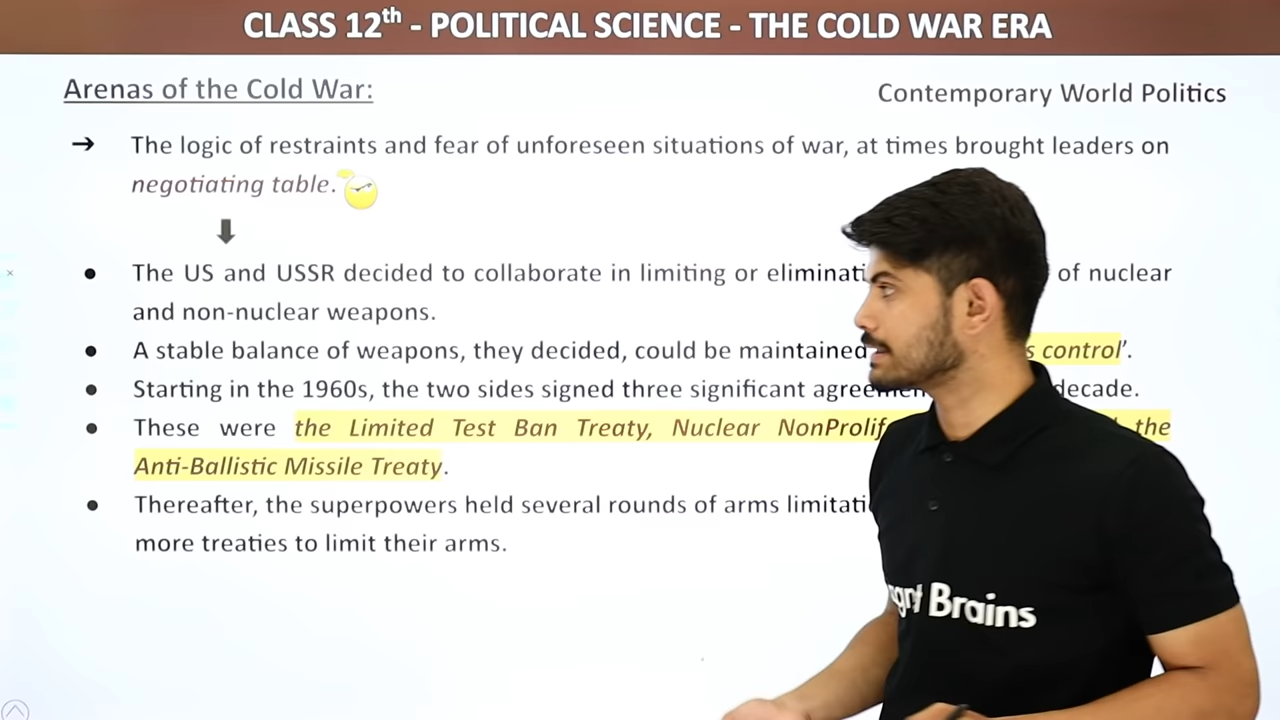 CLASS 12th - POLITICAL SCIENCE - THE COLD WAR ERA
Arenas of the Cold War:
Contemporary World Politics
➔ The logic of restraints and fear of unforeseen situations of war, at times brought leaders on
negotiating table.
● The US and USSR decided to collaborate in limiting or of nuclear
and non-nuclear weapons.
● A stable balance of weapons, they decided, could be maintained control'.
● Starting in the 1960s, the two sides signed three significant
● These were the Limited Test Ban Treaty, Nuclear the
Anti-Ballistic Missile Treaty.
● Thereafter, the superpowers held several rounds of arms
more treaties to limit their arms.
Brains